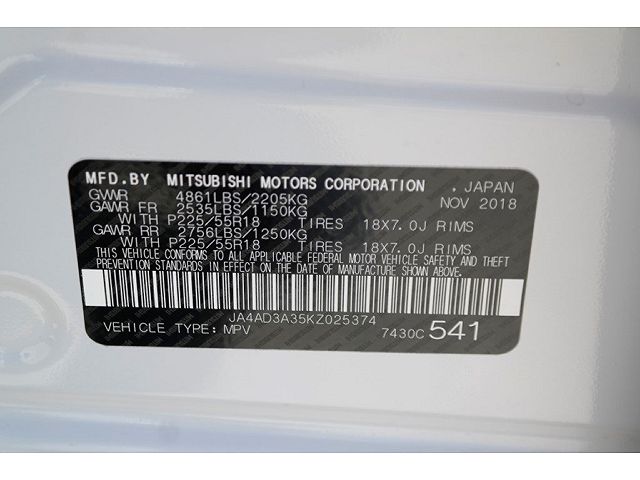 MFD.BY MITSUBISHI MOTORS CORPORATION . JAPAN
GVWR 4861LBS/2205KG NOV 2018
GAWR FR 2535LBS/1150KG
WITH P225/55R18 TIRES 18X7.0J RIMS
GAWR RR 2756LBS/1250KG
WITH P225/55R18 TIRES 18X7.0J RIMS
THIS VEHICLE CONFORMS TO ALL APPLICABLE FEDERAL MOTOR VEHICLE SAFETY AND THEFT
PREVENTION STANDARDS IN EFFECT ON THE DATE OF MANUFACTURE SHOWN ABOVE.
JA4AD3A35KZ025374
VEHICLE TYPE: MPV 7430C 541